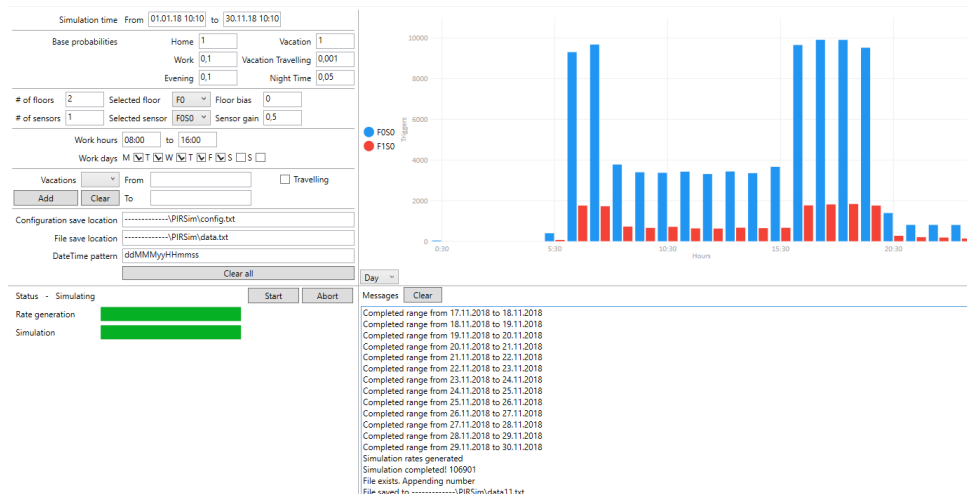 Simulation time From 01.01.18 10:10 to 30.11.18 10:10
Base probabilities Home 1 Vacation 1
Work 0,1 Vacation Travelling 0,001
Evening 0,1 Night Time 0,05
# of floors 2 Selected floor F0 Floor bias 0
# of sensors 1 Selected sensor F0S0 Sensor gain 0,5
Work hours 08:00 to 16:00
Work days M T W T F S S
Vacations From Travelling
Add Clear To
Configuration save location -------------\PIRSim\config.txt
File save location -------------\PIRSim\data.txt
DateTime pattern ddMMMyyHHmmss
Clear all
Status - Simulating Start Abort
Rate generation
Simulation
10000
8000
6000
4000
2000
0
Triggers
F0S0
F1S0
0:30 5:30 10:30 15:30 20:30
Hours
Day
Messages Clear
Completed range from 17.11.2018 to 18.11.2018
Completed range from 18.11.2018 to 19.11.2018
Completed range from 19.11.2018 to 20.11.2018
Completed range from 20.11.2018 to 21.11.2018
Completed range from 21.11.2018 to 22.11.2018
Completed range from 22.11.2018 to 23.11.2018
Completed range from 23.11.2018 to 24.11.2018
Completed range from 24.11.2018 to 25.11.2018
Completed range from 25.11.2018 to 26.11.2018
Completed range from 26.11.2018 to 27.11.2018
Completed range from 27.11.2018 to 28.11.2018
Completed range from 28.11.2018 to 29.11.2018
Completed range from 29.11.2018 to 30.11.2018
Simulation rates generated
Simulation completed! 106901
File exists. Appending number
File saved to -------------\PIRSim\data11.txt